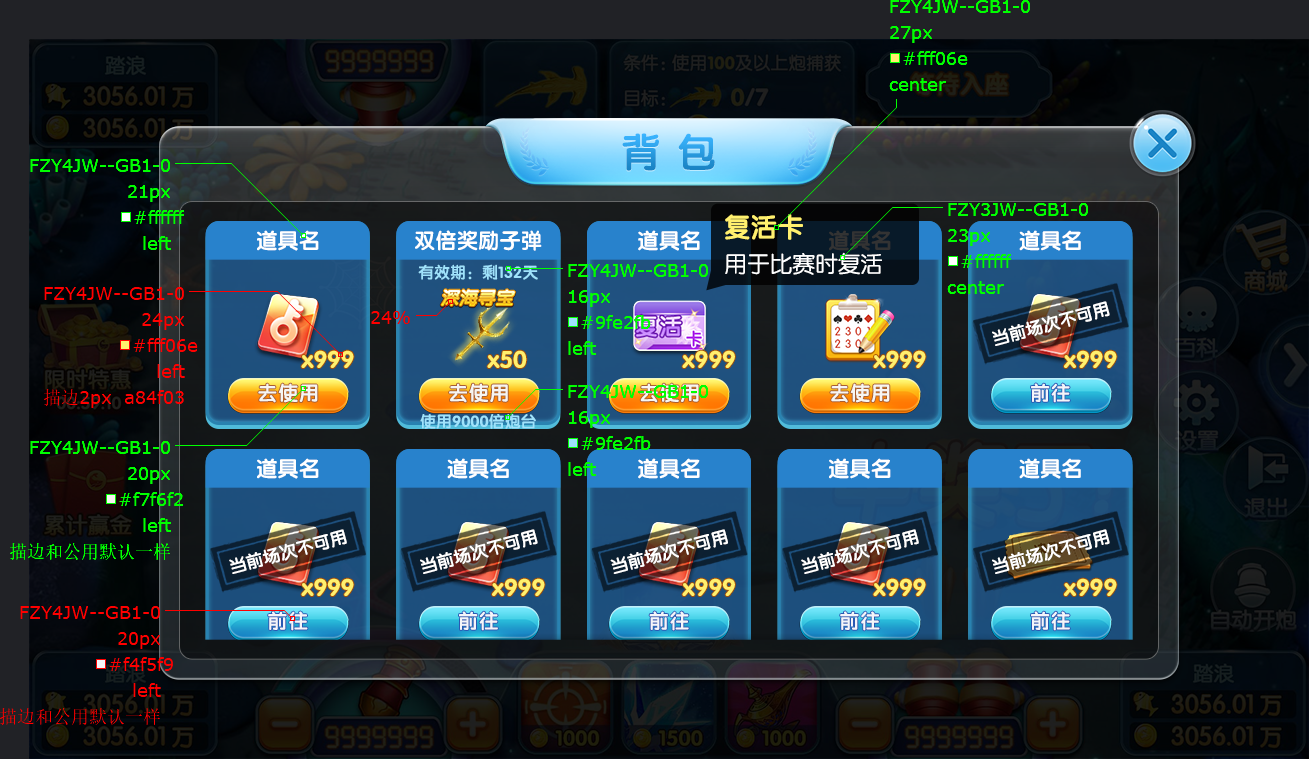 FZY4JW--GB1-0
27px
#fff06e
center
踏浪
3056.01万
3056.01万
9999999
条件：使用100及以上炮捕获
目标：
0/7
等待入座
背包
FZY4JW--GB1-0
21px
#ffffff
left
FZY4JW--GB1-0
24px
#fff06e
left
描边2px a84f03
FZY4JW--GB1-0
20px
#f7f6f2
left
描边和公用默认一样
FZY4JW--GB1-0
20px
#f4f5f9
left
描边和公用默认一样
24%
道具名
x999
去使用
双倍奖励子弹
有效期：剩132天
深海寻宝
x50
去使用
使用9000倍炮台
FZY4JW--GB1-0
16px
#9fe2fb
left
FZY4JW--GB1-0
16px
#9fe2fb
left
道具名
复活卡
x999
去使用
复活卡
用于比赛时复活
FZY3JW--GB1-0
23px
#ffffff
center
道具名
230
230
x999
去使用
道具名
当前场次不可用
x999
前往
道具名
当前场次不可用
x999
前往
道具名
当前场次不可用
x999
前往
道具名
当前场次不可用
x999
前往
道具名
当前场次不可用
x999
前往
道具名
当前场次不可用
x999
前往
限时特惠
累计赢金
商城
百科
设置
退出
自动开炮
踏浪
3056.01万
3056.01万
9999999
1000
1500
1000
9999999
踏浪
3056.01万
3056.01万